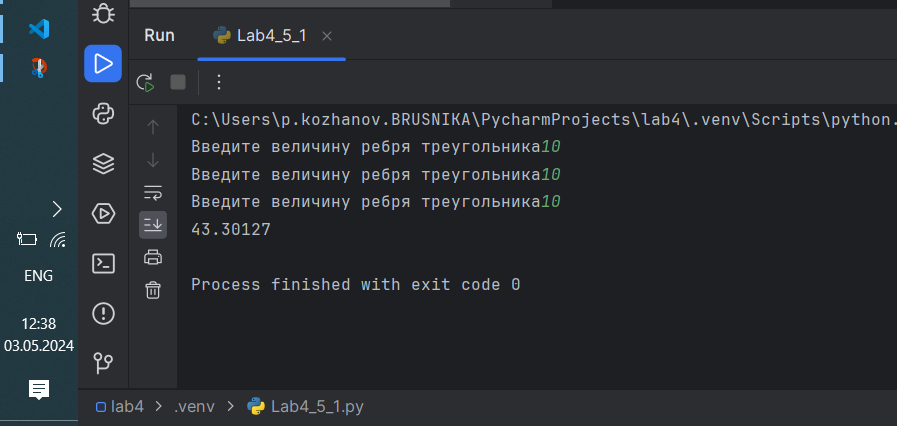 Run
Lab4_5_1
C:\Users\p.kozhanov.BRUSNIKA\PycharmProjects\lab4\.venv\Scripts\python.
Введите величину ребря треугольника10
Введите величину ребря треугольника10
Введите величину ребря треугольника10
43.30127
Process finished with exit code 0
ENG
12:38
03.05.2024
lab4 > .venv > Lab4_5_1.py